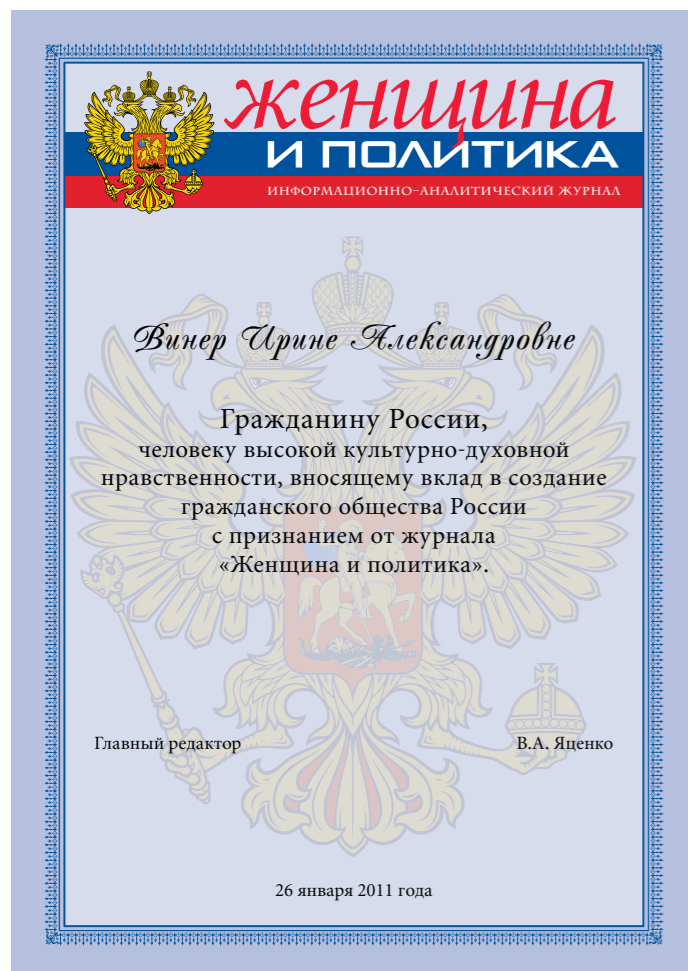 женщина
И ПОЛИТИКА
ИНФОРМАЦИОННО-АНАЛИТИЧЕСКИЙ ЖУРНАЛ
Винер Ирине Александровне
Гражданину России,
человеку высокой культурно-духовной
нравственности, вносящему вклад в создание
гражданского общества России
с признанием от журнала
«Женщина и политика».
Главный редактор В.А. Яценко
26 января 2011 года